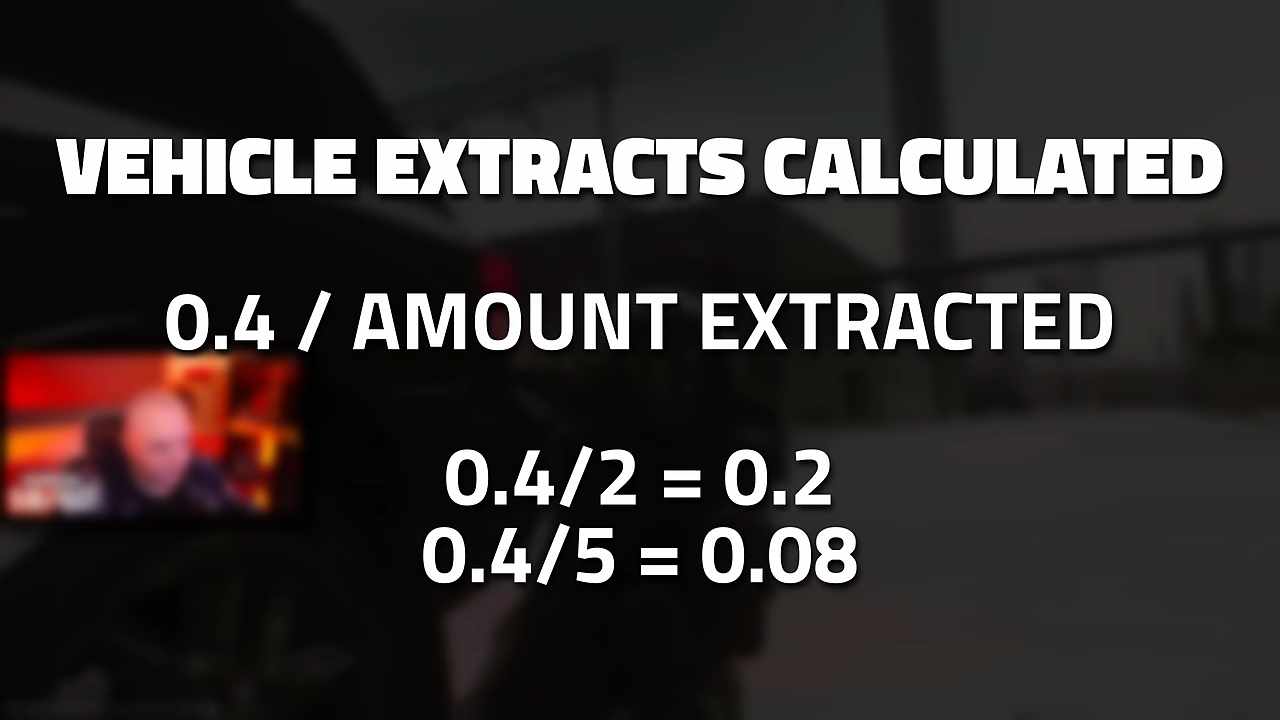 VEHICLE EXTRACTS CALCULATED
0.4 / AMOUNT EXTRACTED
0.4/2 = 0.2
0.4/5 = 0.08